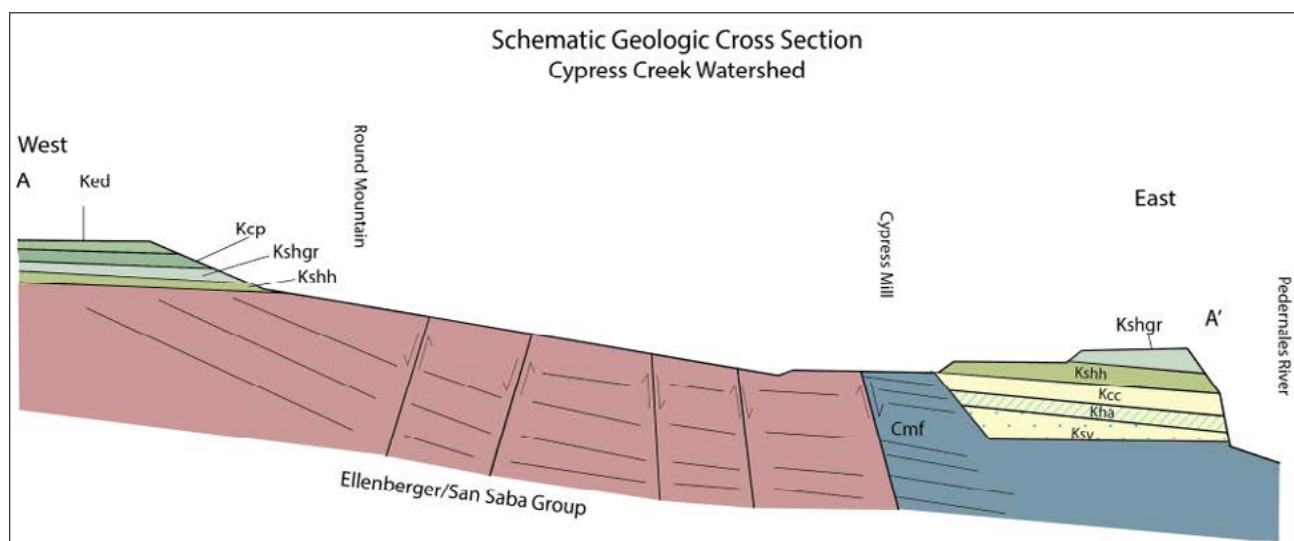 Schematic Geologic Cross Section
Cypress Creek Watershed
West
A
Ked
Kcp
Kshgr
Kshh
Round Mountain
Cypress Mill
East
Pedernales River
A'
Kshgr
Kshh
Kcc
Kha
Ksy
Cmf
Ellenberger/San Saba Group